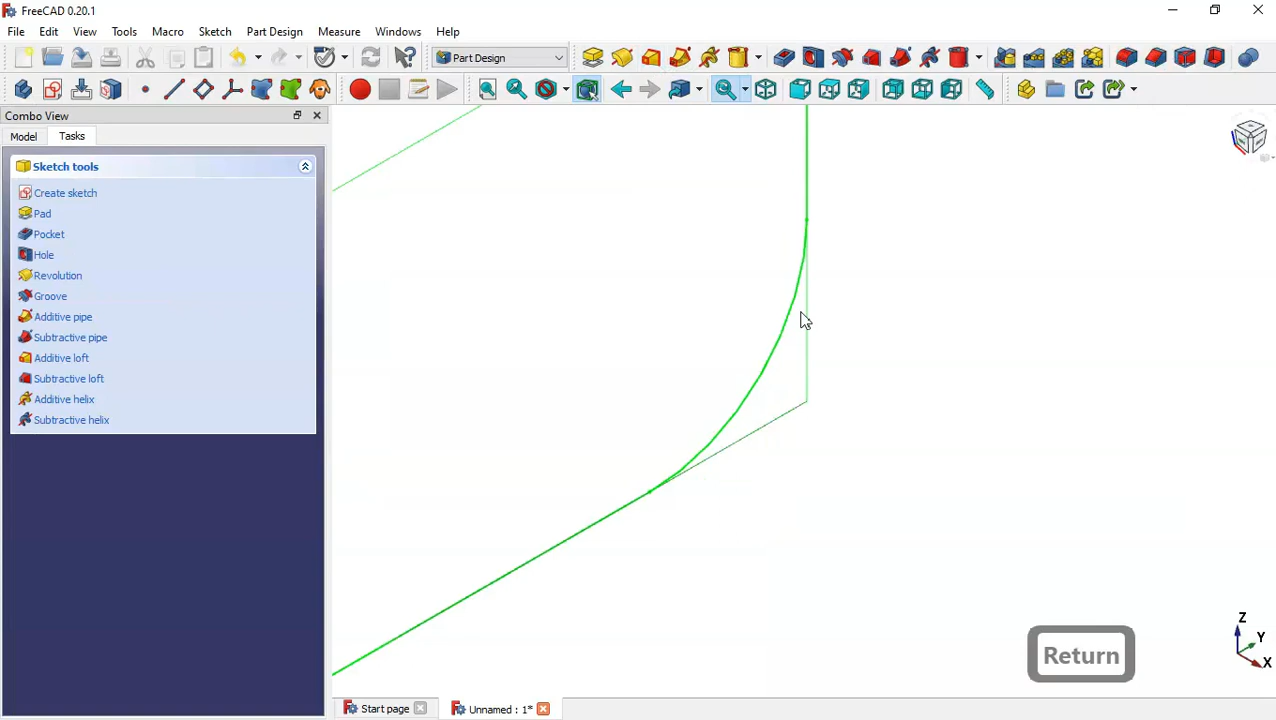 FreeCAD 0.20.1
File Edit View Tools Macro Sketch Part Design Measure Windows Help
Part Design
Combo View
Model Tasks
Sketch tools
Create sketch
Pad
Pocket
Hole
Revolution
Groove
Additive pipe
Subtractive pipe
Additive loft
Subtractive loft
Additive helix
Subtractive helix
Z
Y
X
Return
Start page
Unnamed : 1*